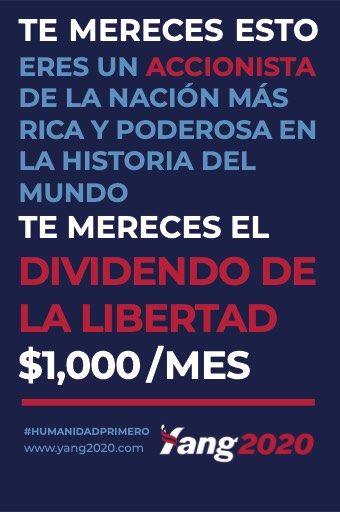 TE MERECES ESTO
ERES UN ACCIONISTA
DE LA NACIÓN MÁS
RICA Y PODEROSA EN
LA HISTORIA DEL
MUNDO
TE MERECES EL
DIVIDENDO DE
LA LIBERTAD
$1,000/MES
#HUMANIDADPRIMERO
www.yang2020.com
Yang2020